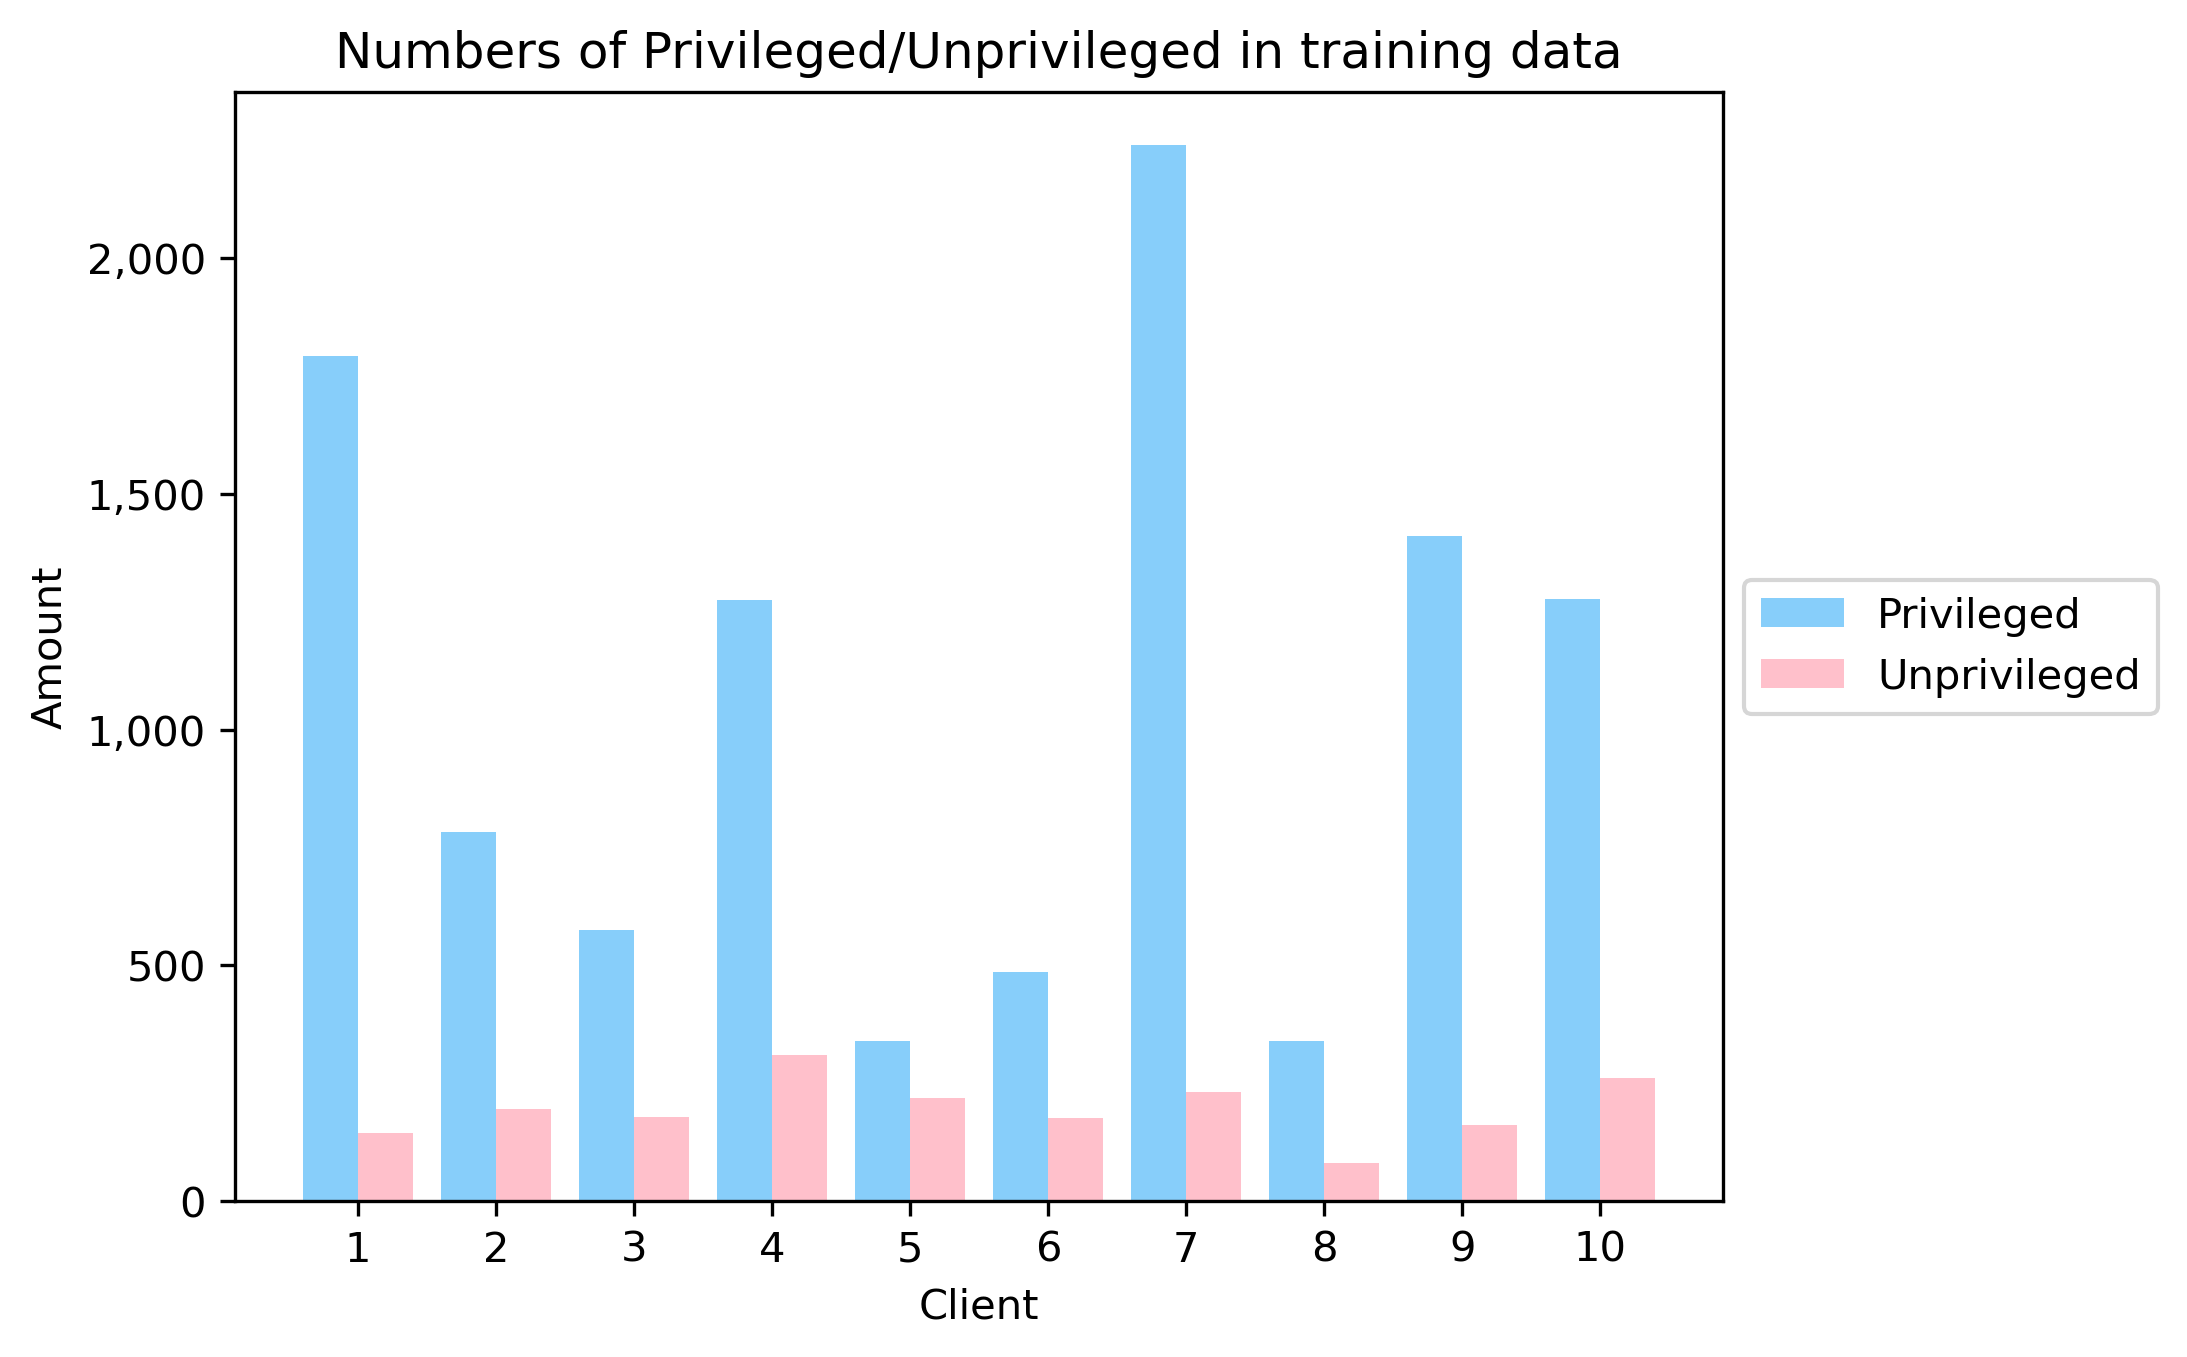 Numbers of Privileged/Unprivileged in training data
Amount
2,000
1,500
1,000
500
0
1 2 3 4 5 6 7 8 9 10
Client
Privileged
Unprivileged